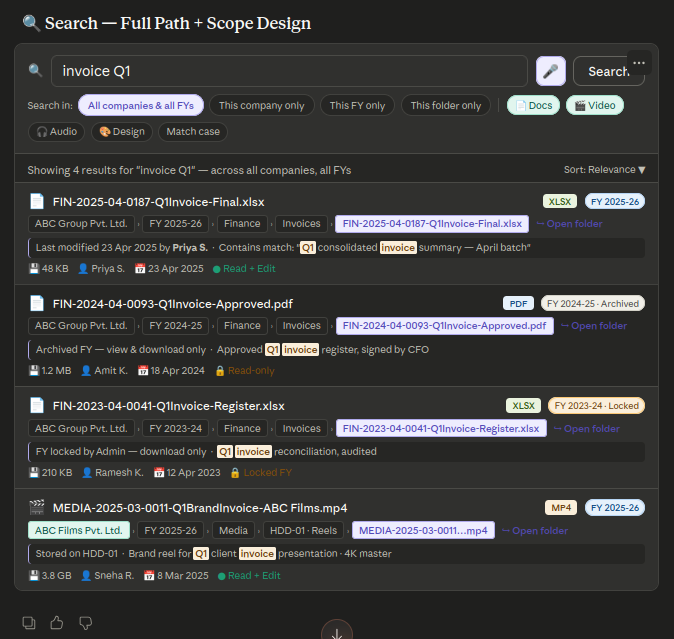 🔍 Search — Full Path + Scope Design
🔍 invoice Q1 🎤 Search ...
Search in: All companies & all FYs This company only This FY only This folder only 📄 Docs 🎬 Video
🎧 Audio 🎨 Design Match case
Showing 4 results for "invoice Q1" — across all companies, all FYs Sort: Relevance ▼
📄 FIN-2025-04-0187-Q1Invoice-Final.xlsx XLSX FY 2025-26
ABC Group Pvt. Ltd. › FY 2025-26 › Finance › Invoices › FIN-2025-04-0187-Q1Invoice-Final.xlsx ↪ Open folder
Last modified 23 Apr 2025 by Priya S. · Contains match: "Q1 consolidated invoice summary — April batch"
💾 48 KB 👤 Priya S. 📅 23 Apr 2025 ● Read + Edit
📄 FIN-2024-04-0093-Q1Invoice-Approved.pdf PDF FY 2024-25 · Archived
ABC Group Pvt. Ltd. › FY 2024-25 › Finance › Invoices › FIN-2024-04-0093-Q1Invoice-Approved.pdf ↪ Open folder
Archived FY — view & download only · Approved Q1 invoice register, signed by CFO
💾 1.2 MB 👤 Amit K. 📅 18 Apr 2024 🔒 Read-only
📄 FIN-2023-04-0041-Q1Invoice-Register.xlsx XLSX FY 2023-24 · Locked
ABC Group Pvt. Ltd. › FY 2023-24 › Finance › Invoices › FIN-2023-04-0041-Q1Invoice-Register.xlsx ↪ Open folder
FY locked by Admin — download only · Q1 invoice reconciliation, audited
💾 210 KB 👤 Ramesh K. 📅 12 Apr 2023 🔒 Locked FY
🎬 MEDIA-2025-03-0011-Q1BrandInvoice-ABC Films.mp4 MP4 FY 2025-26
ABC Films Pvt. Ltd. › FY 2025-26 › Media › HDD-01 · Reels › MEDIA-2025-03-0011...mp4 ↪ Open folder
Stored on HDD-01 · Brand reel for Q1 client invoice presentation · 4K master
💾 3.8 GB 👤 Sneha R. 📅 8 Mar 2025 ● Read + Edit